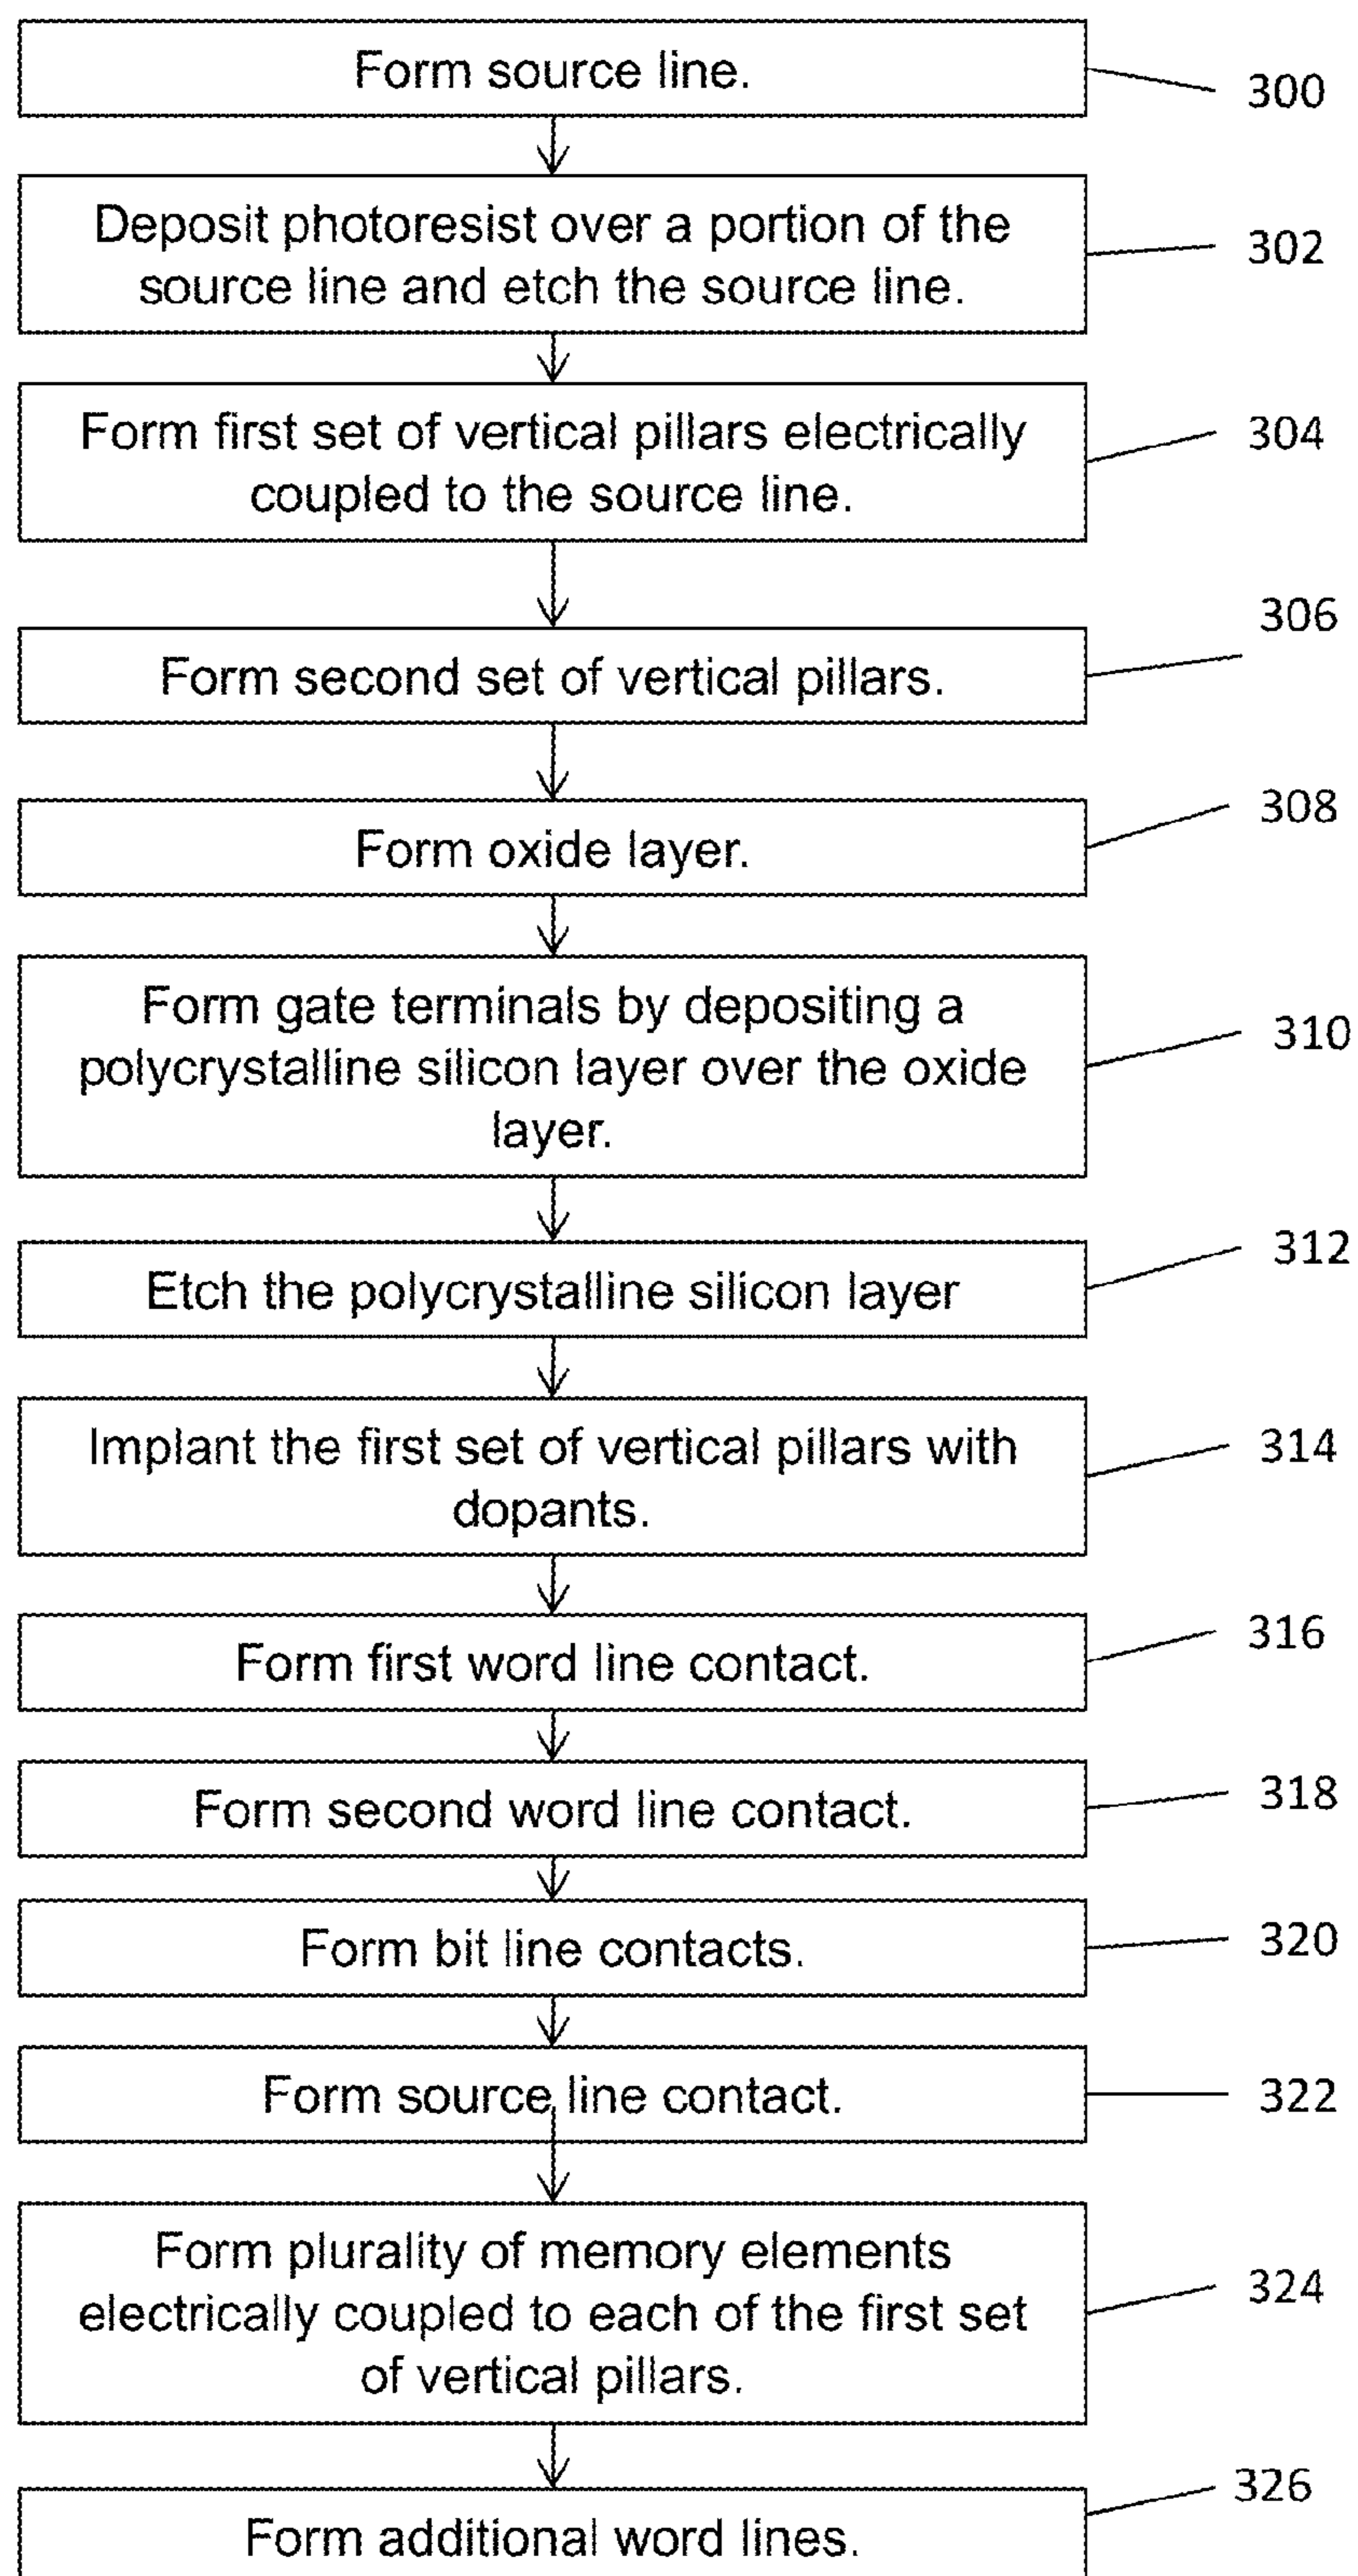 Form source line.
300
Deposit photoresist over a portion of the
source line and etch the source line.
302
Form first set of vertical pillars electrically
coupled to the source line.
304
Form second set of vertical pillars.
306
Form oxide layer.
308
Form gate terminals by depositing a
polycrystalline silicon layer over the oxide
layer.
310
Etch the polycrystalline silicon layer
312
Implant the first set of vertical pillars with
dopants.
314
Form first word line contact.
316
Form second word line contact.
318
Form bit line contacts.
320
Form source line contact.
322
Form plurality of memory elements
electrically coupled to each of the first set
of vertical pillars.
324
Form additional word lines.
326